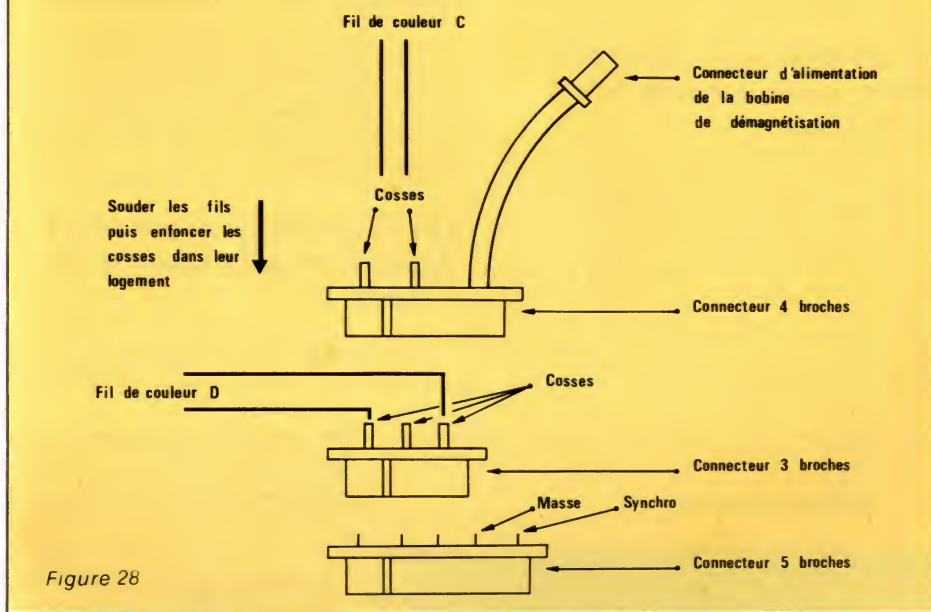 Fil de couleur C
Connecteur d'alimentation
de la bobine
de démagnétisation
Cosses
Souder les fils
puis enfoncer les
cosses dans leur
logement
Connecteur 4 broches
Fil de couleur D
Cosses
Connecteur 3 broches
Masse
Synchro
Connecteur 5 broches
Figure 28